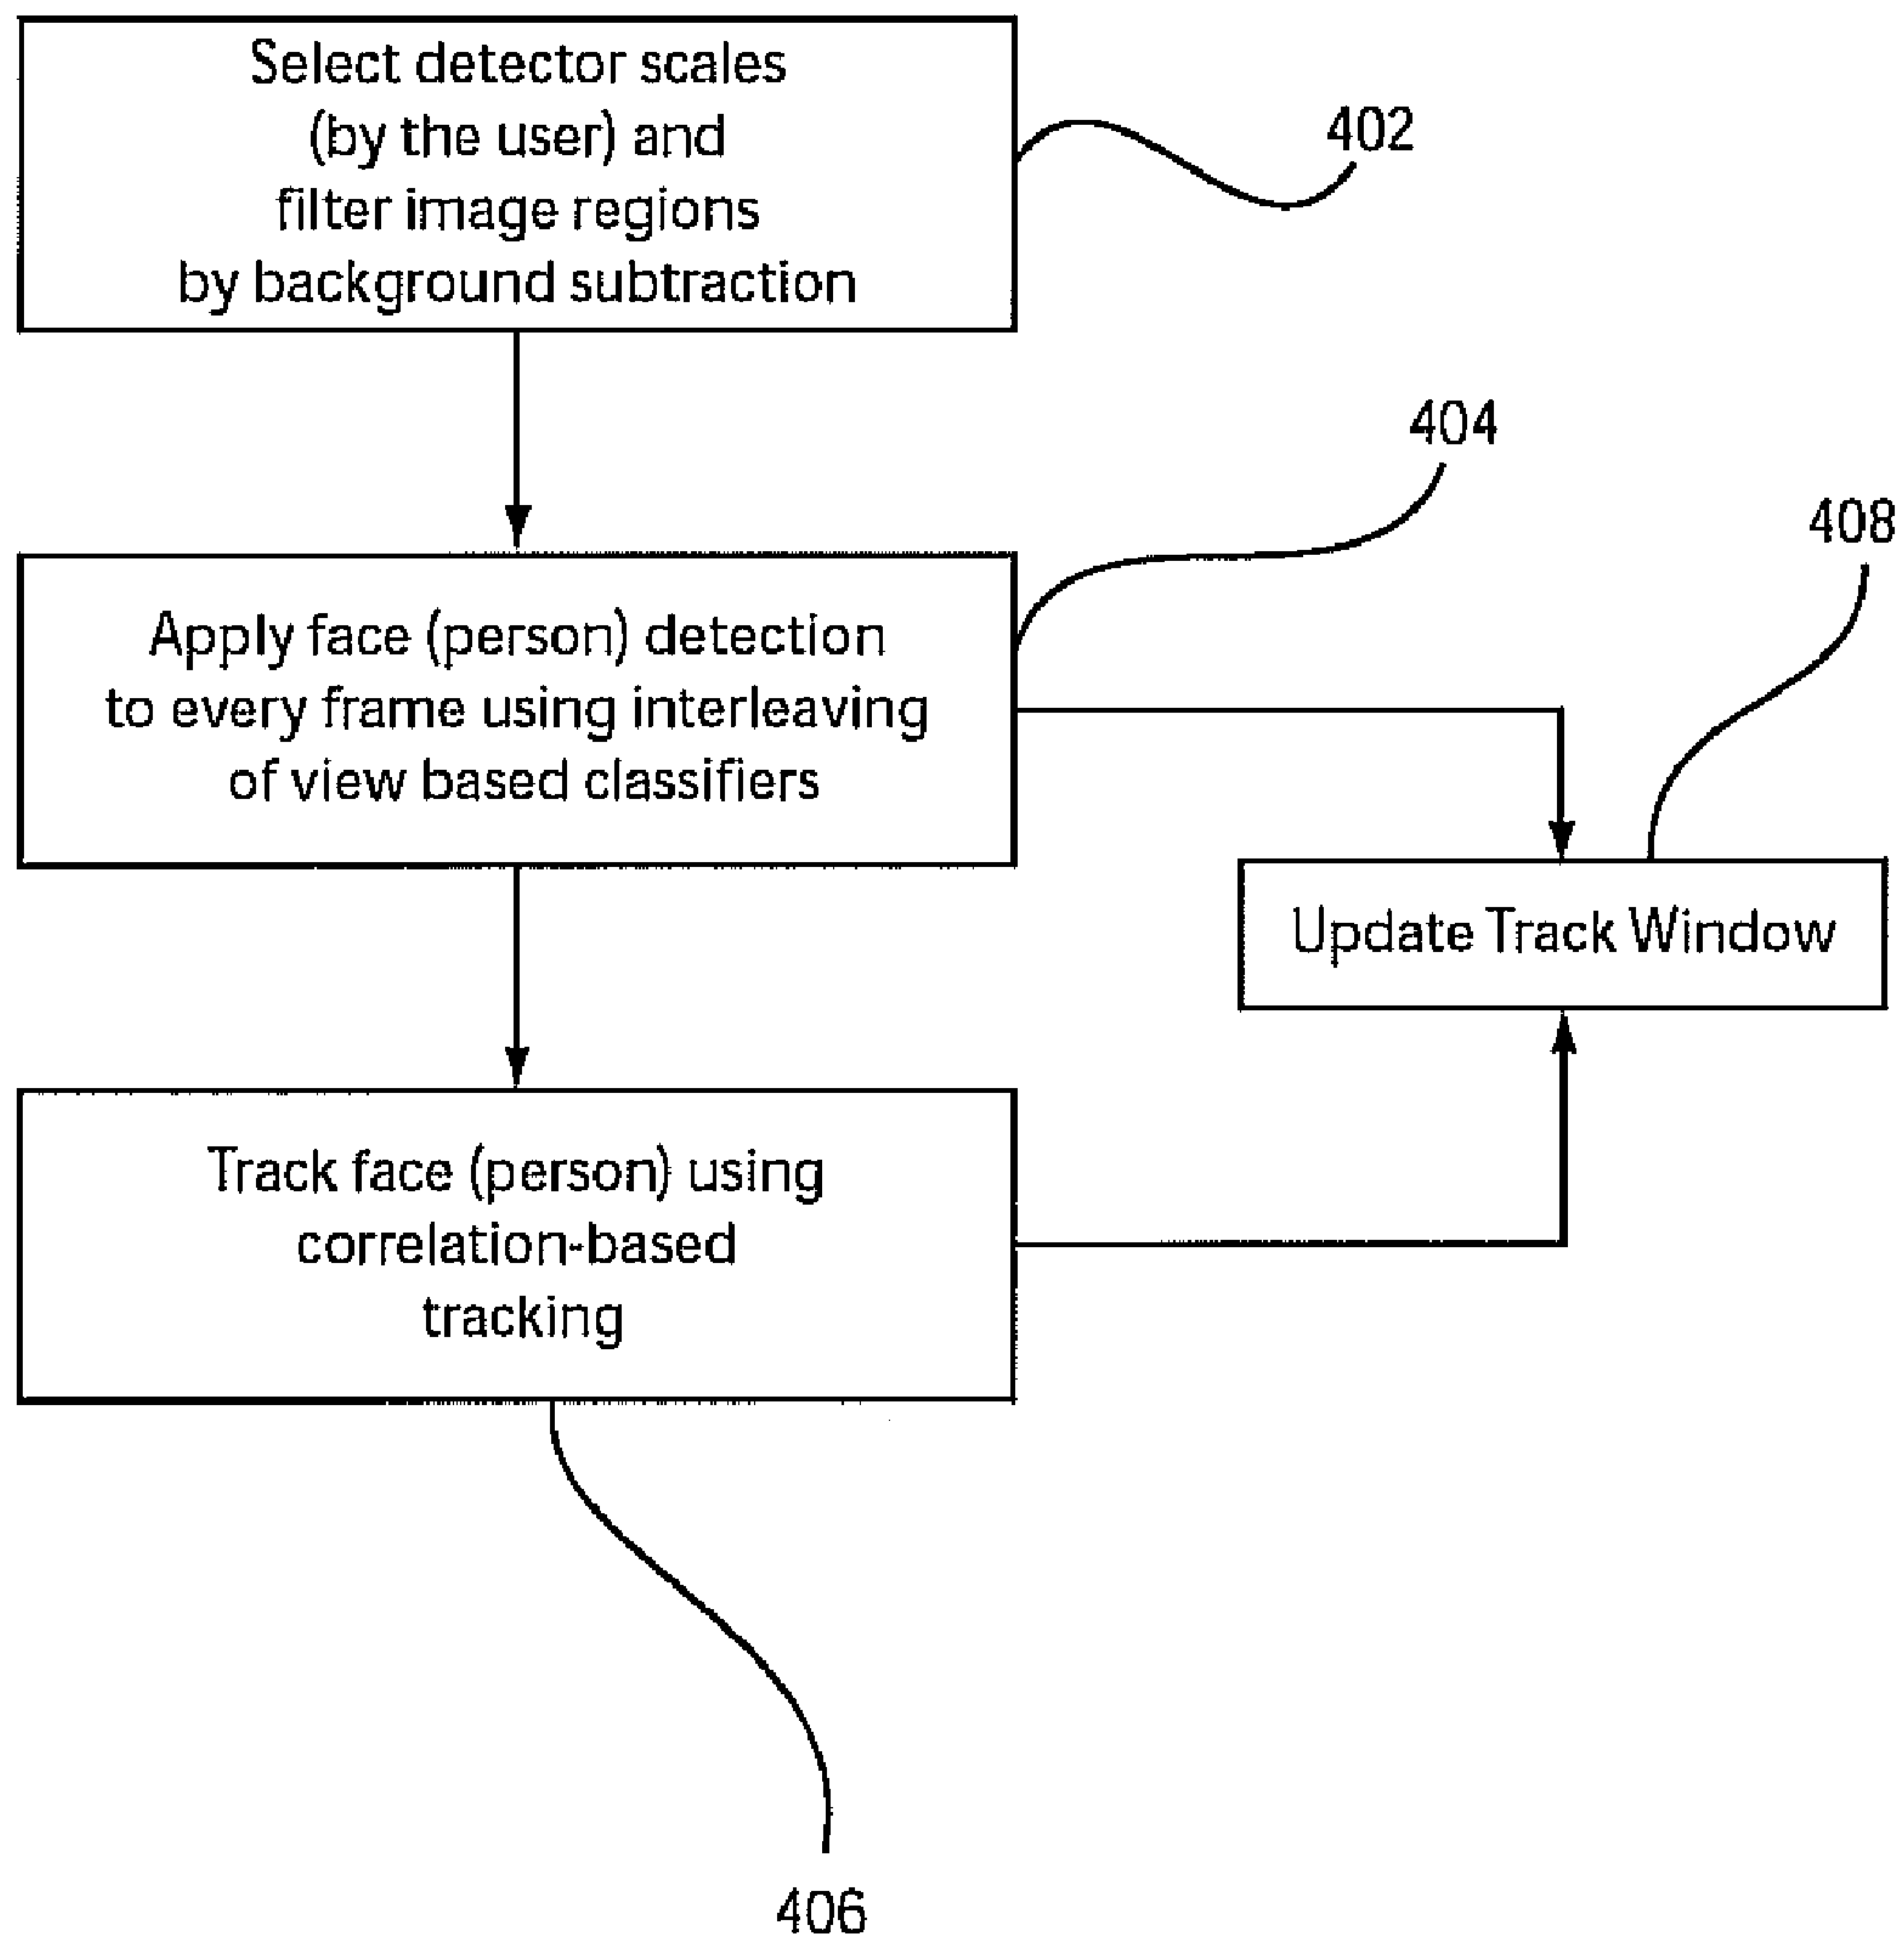 Select detector scales
(by the user) and
filter image regions
by background subtraction
402
404
408
Apply face (person) detection
to every frame using interleaving
of view based classifiers
Update Track Window
Track face (person) using
correlation-based
tracking
406